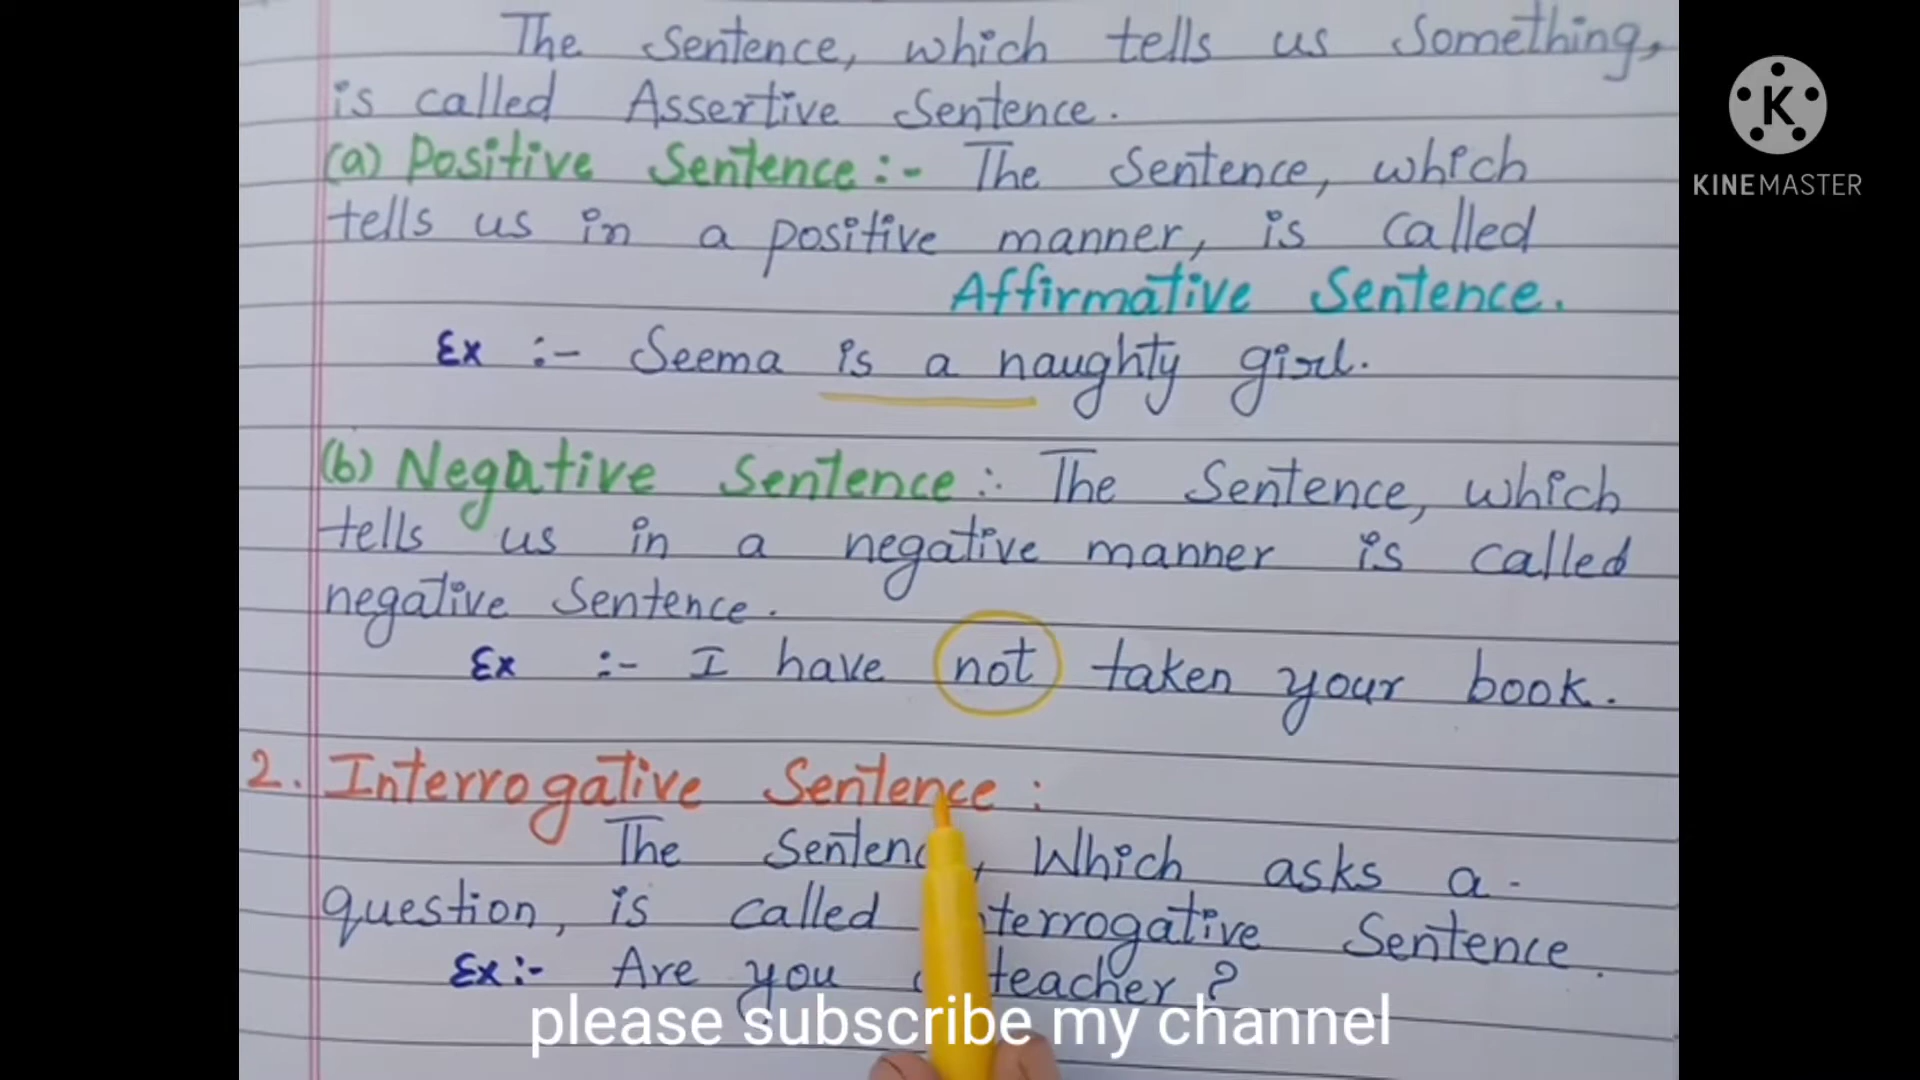 The Sentence, which tells us Something,
is called Assertive Sentence.
(a) Positive Sentence :- The Sentence, which
tells us in a positive manner, is called
Affirmative Sentence.
Ex :- Seema is a naughty girl.
(b) Negative Sentence :. The Sentence, which
tells us in a negative manner is called
negative Sentence.
Ex :- I have not taken your book.
2. Interrogative Sentence :
The Which asks a -
question, is called Sentence.
Ex :- Are you teacher ?
please subscribe my channel
K
KINEMASTER